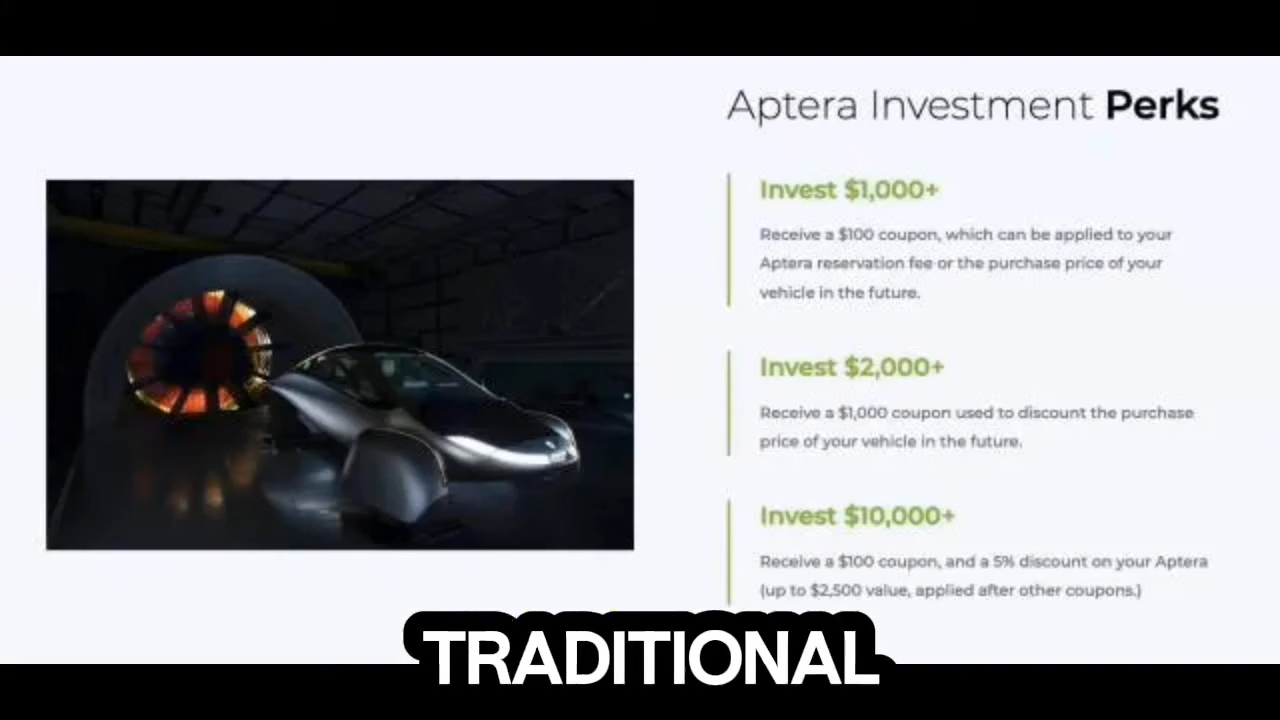 Aptera Investment Perks
Invest $1,000+
Receive a $100 coupon, which can be applied to your
Aptera reservation fee or the purchase price of your
vehicle in the future.
Invest $2,000+
Receive a $1,000 coupon used to discount the purchase
price of your vehicle in the future.
Invest $10,000+
Receive a $100 coupon, and a 5% discount on your Aptera
(up to $2,500 value, applied after other coupons.)
TRADITIONAL